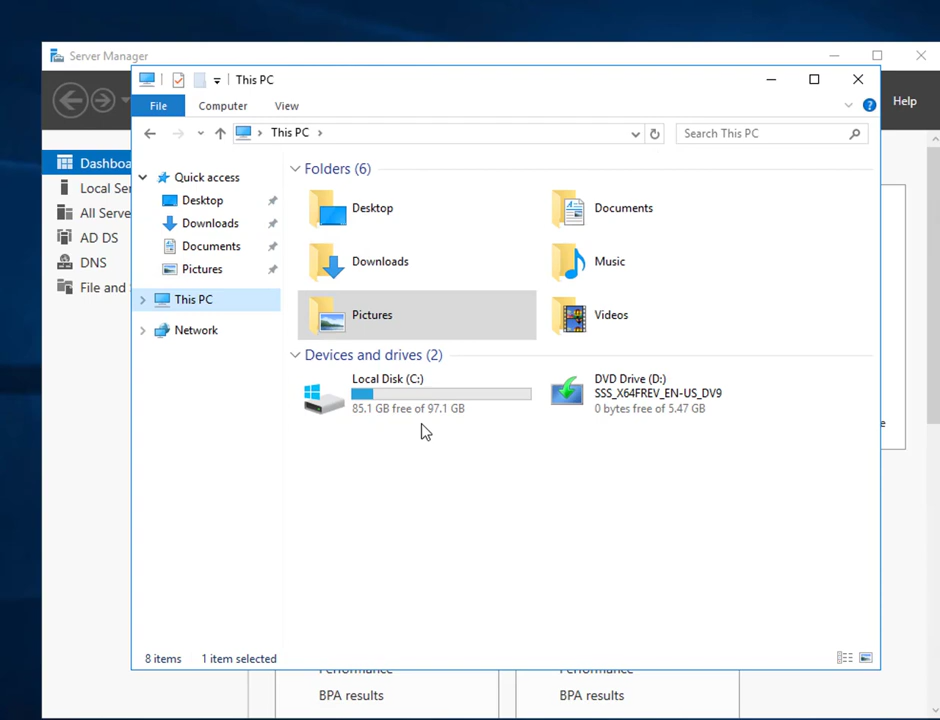 Server Manager
This PC
File
Computer
View
Help
This PC
Search This PC
Dashboa
Local Ser
All Serve
AD DS
DNS
File and
Quick access
Desktop
Downloads
Documents
Pictures
This PC
Network
Folders (6)
Desktop
Documents
Downloads
Music
Pictures
Videos
Devices and drives (2)
Local Disk (C:)
85.1 GB free of 97.1 GB
DVD Drive (D:)
SSS_X64FREV_EN-US_DV9
0 bytes free of 5.47 GB
e
8 items
1 item selected
Performance
Performance
BPA results
BPA results